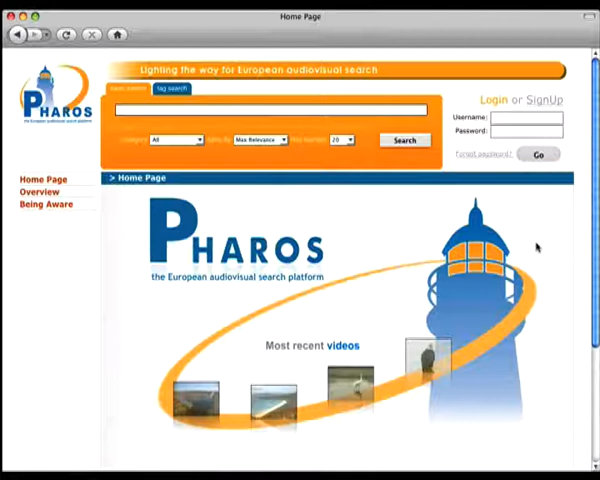 Home Page
Lighting the way for European audiovisual search
PHAROS
the European audiovisual search platform
tag search
Login or SignUp
Username:
Password:
All
Max Relevance
20
Search
Forgot password?
Go
Home Page
Overview
Being Aware
> Home Page
PHAROS
the European audiovisual search platform
Most recent videos